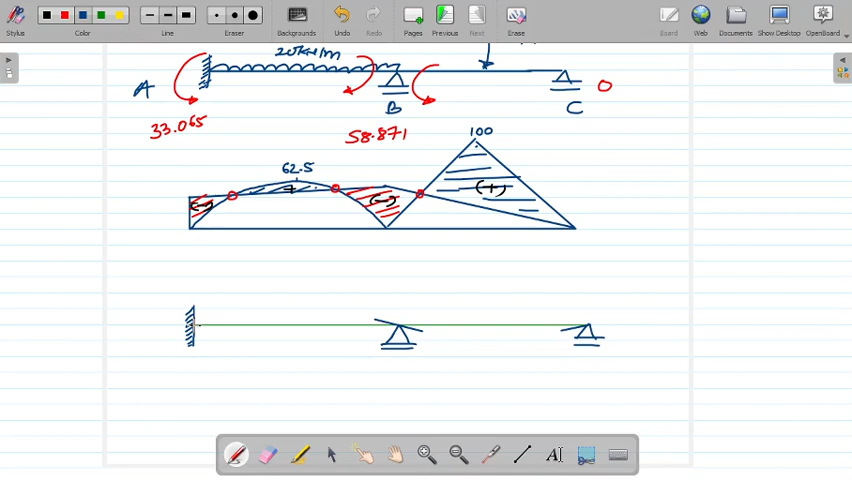 Stylus
Color
Line
Eraser
Backgrounds
Undo
Pages
Previous
Next
Erase
Board
Web
Documents
Show Desktop
OpenBoard
20kN/m
A
B
C
0
33.065
58.871
100
62.5
(-)
+
(-)
(+)
A